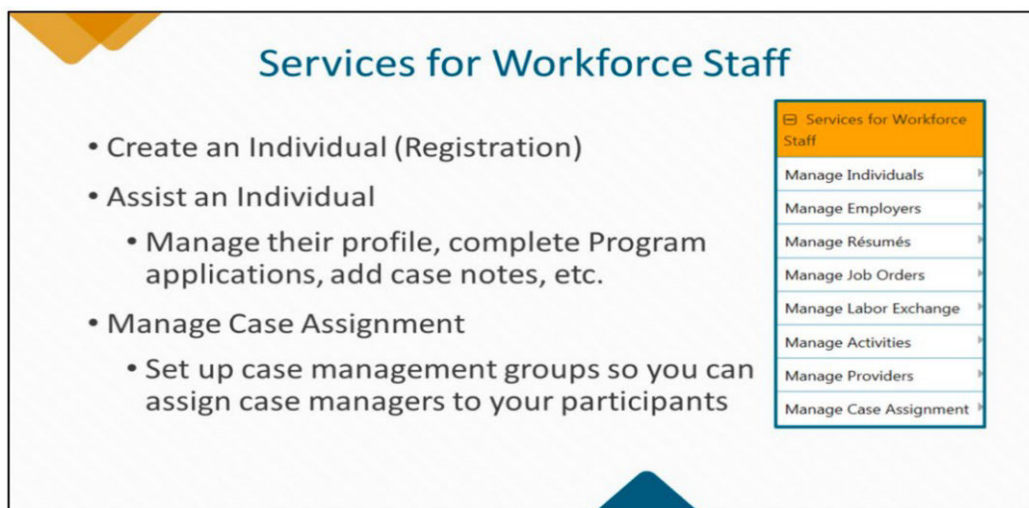 Services for Workforce Staff
• Create an Individual (Registration)
• Assist an Individual
• Manage their profile, complete Program
applications, add case notes, etc.
• Manage Case Assignment
• Set up case management groups so you can
assign case managers to your participants
Services for Workforce
Staff
Manage Individuals
Manage Employers
Manage Résumés
Manage Job Orders
Manage Labor Exchange
Manage Activities
Manage Providers
Manage Case Assignment